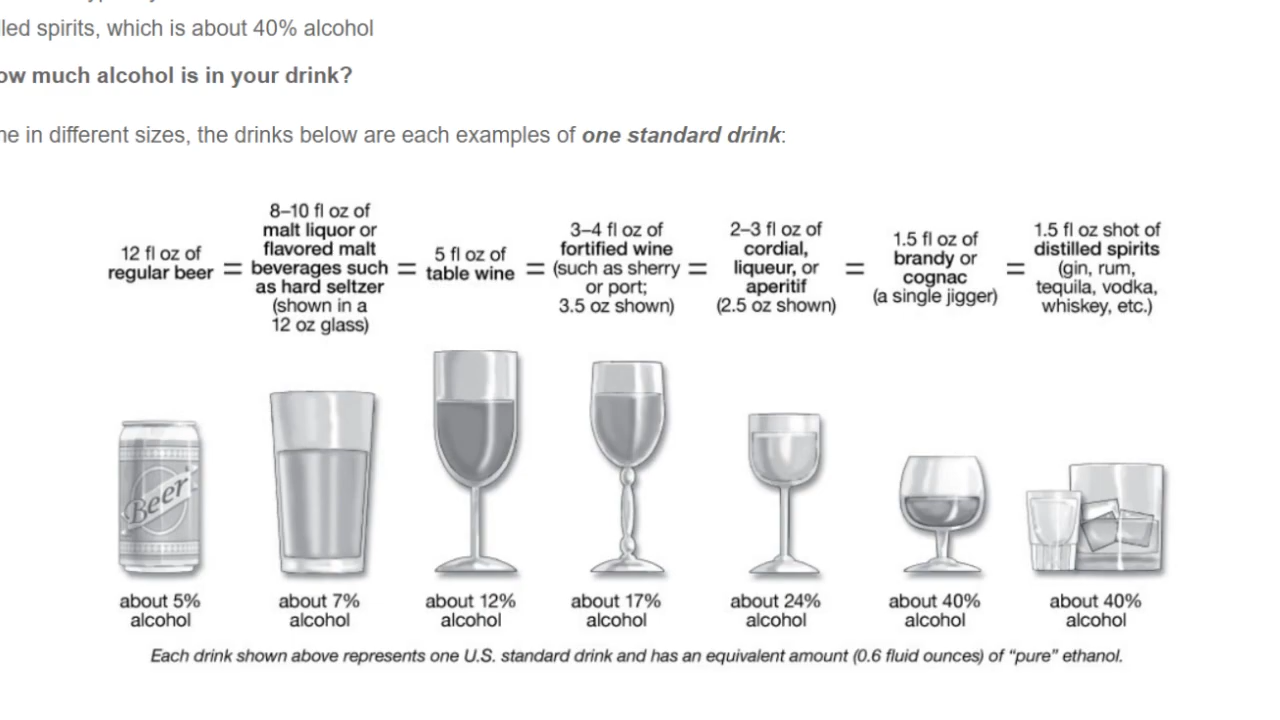 lled spirits, which is about 40% alcohol
ow much alcohol is in your drink?
ne in different sizes, the drinks below are each examples of one standard drink:
12 fl oz of
regular beer
=
8–10 fl oz of
malt liquor or
flavored malt
beverages such
as hard seltzer
(shown in a
12 oz glass)
=
5 fl oz of
table wine
=
3–4 fl oz of
fortified wine
(such as sherry
or port;
3.5 oz shown)
=
2–3 fl oz of
cordial,
liqueur, or
aperitif
(2.5 oz shown)
=
1.5 fl oz of
brandy or
cognac
(a single jigger)
=
1.5 fl oz shot of
distilled spirits
(gin, rum,
tequila, vodka,
whiskey, etc.)
Beer
about 5%
alcohol
about 7%
alcohol
about 12%
alcohol
about 17%
alcohol
about 24%
alcohol
about 40%
alcohol
about 40%
alcohol
Each drink shown above represents one U.S. standard drink and has an equivalent amount (0.6 fluid ounces) of “pure” ethanol.